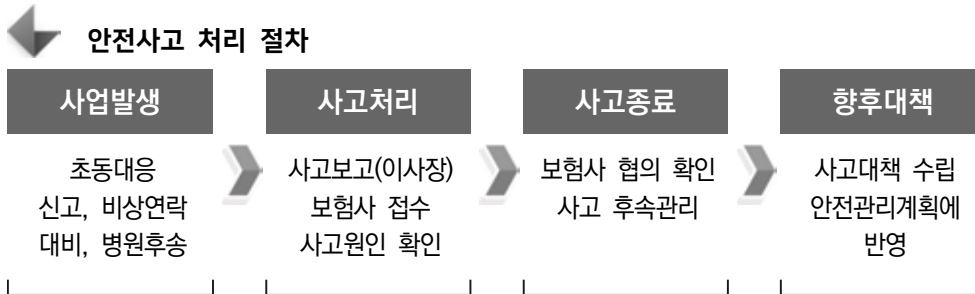 안전사고 처리 절차
사업발생
초동대응
신고, 비상연락
대비, 병원후송
사고처리
사고보고(이사장)
보험사 접수
사고원인 확인
사고종료
보험사 협의 확인
사고 후속관리
향후대책
사고대책 수립
안전관리계획에
반영